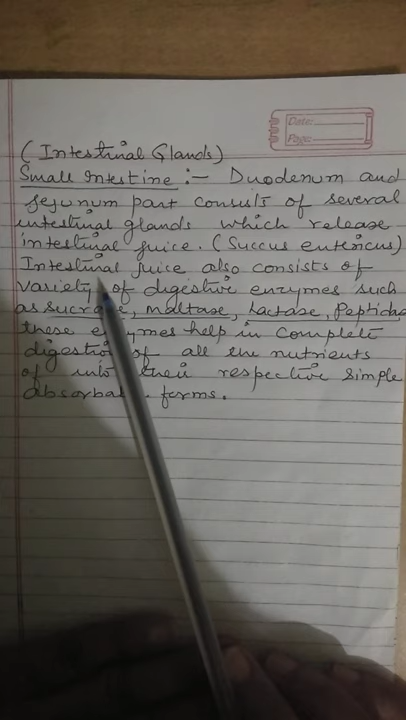 Date:
Page:
(Intestinal Glands)
Small Intestine :- Duodenum and
Jejunum part consists of several
intestinal glands which release
intestinal juice. (Succus entericus)
Intestinal juice also consists of
variety of digestive enzymes such
as sucrase, maltase, Lactase, Peptidas
these enzymes help in complete
digestion of all the nutrients
of into their respective simple
forms.